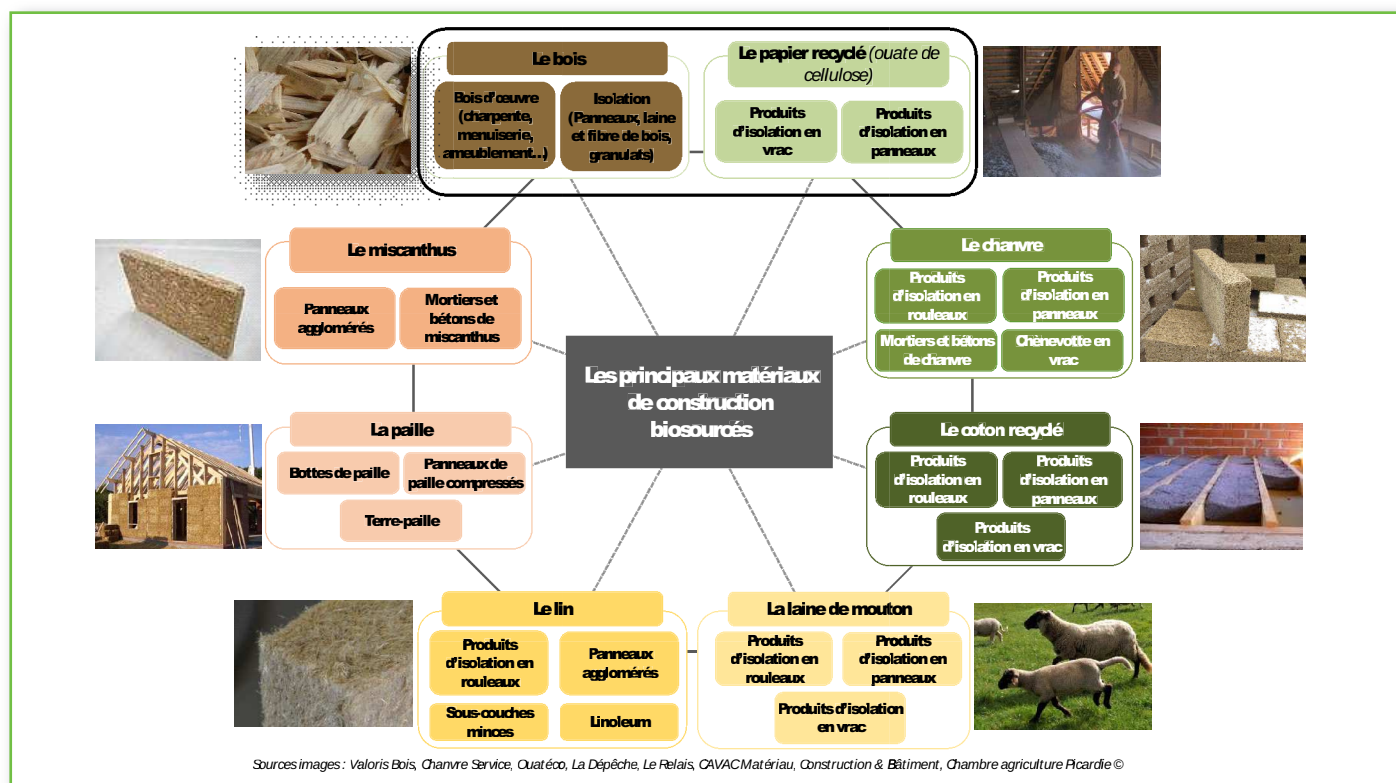 Le bois
Bois d'œuvre
(charpente,
menuiserie,
ameublement…)
Isolation
(Panneaux, laine
et fibre de bois,
granulats)
Le papier recyclé (ouate de
cellulose)
Produits
d'isolation en
vrac
Produits
d'isolation en
panneaux
Le miscanthus
Panneaux
agglomérés
Mortiers et
bétons de
miscanthus
Le chanvre
Produits
d'isolation en
rouleaux
Produits
d'isolation en
panneaux
Mortiers et bétons
de chanvre
Chènevotte en
vrac
Les principaux matériaux
de construction
biosourcés
La paille
Bottes de paille
Panneaux de
paille compressés
Terre-paille
Le coton recyclé
Produits
d'isolation en
rouleaux
Produits
d'isolation en
panneaux
Produits
d'isolation en vrac
Le lin
Produits
d'isolation en
rouleaux
Panneaux
agglomérés
Sous-couches
minces
Linoleum
La laine de mouton
Produits
d'isolation en
rouleaux
Produits
d'isolation en
panneaux
Produits d'isolation
en vrac
Sources images : Valoris Bois, Chanvre Service, Ouatéco, La Dépêche, Le Relais, CAVAC Matériau, Construction & Bâtiment, Chambre agriculture Picardie ©